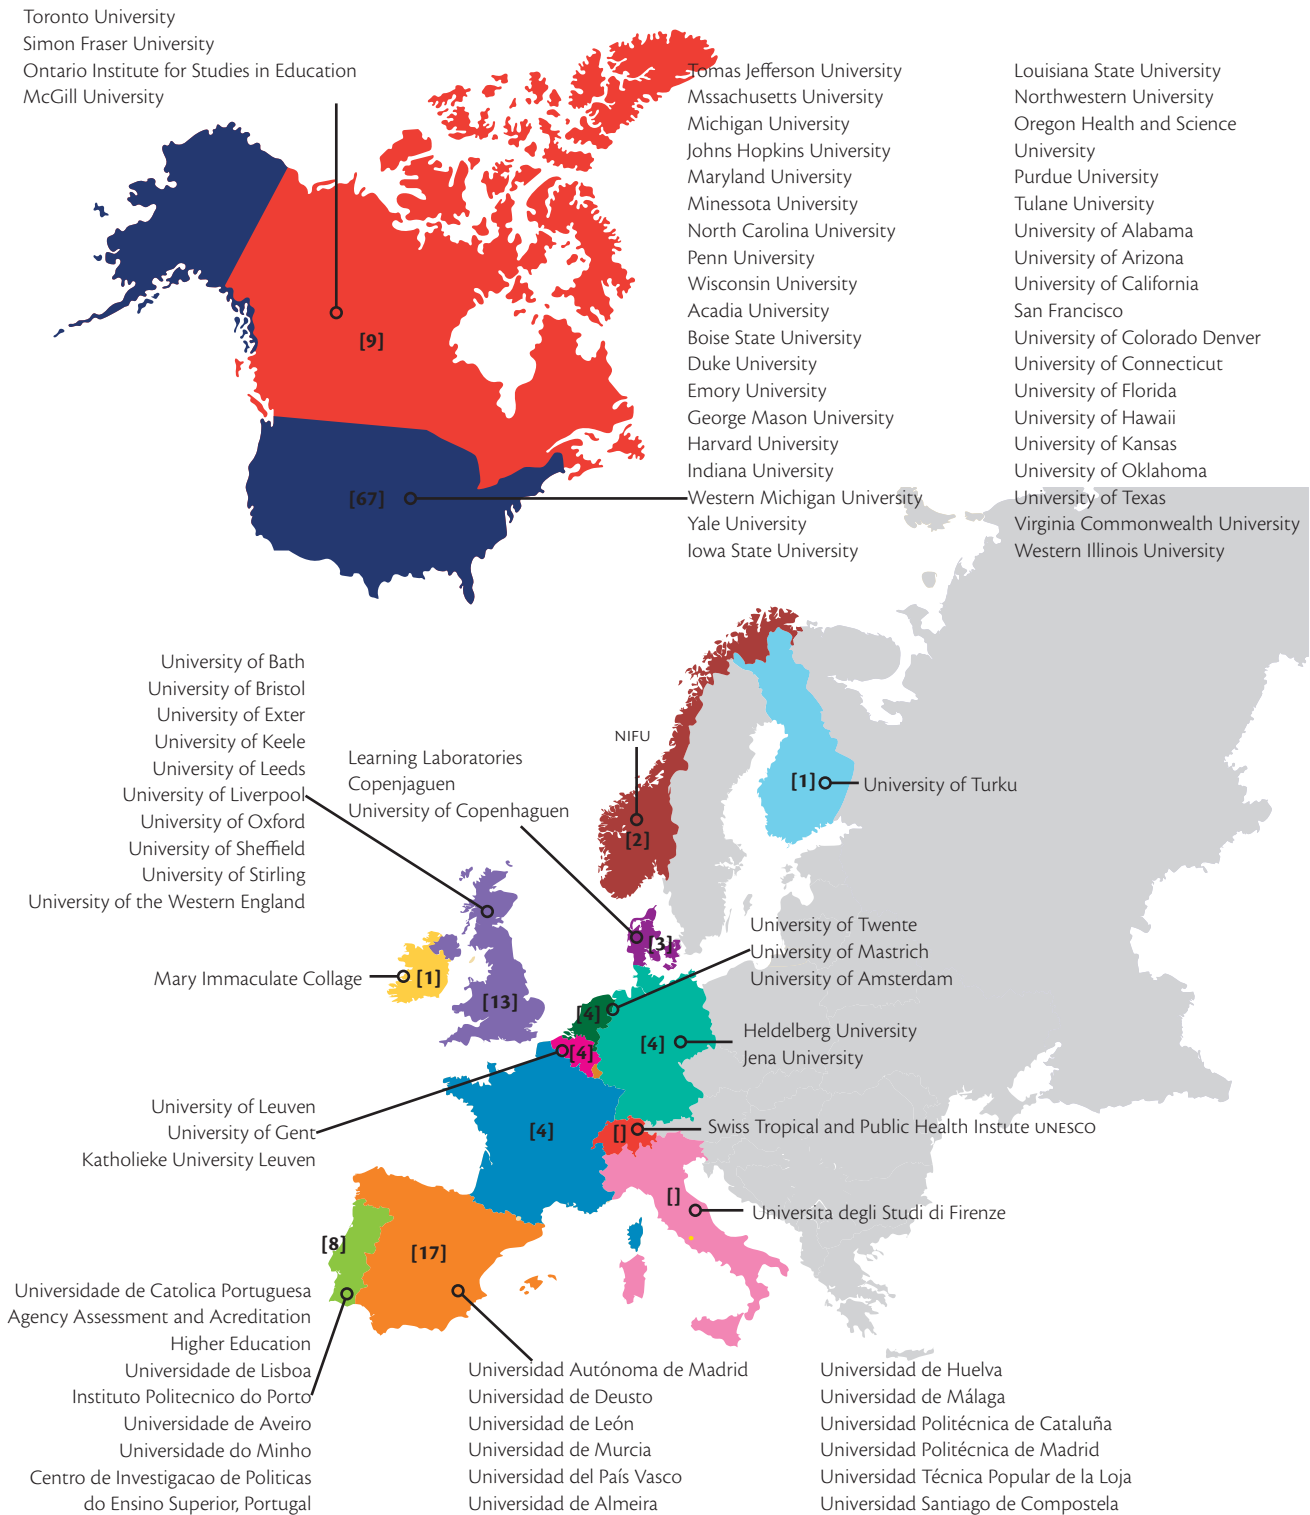 Toronto University
Simon Fraser University
Ontario Institute for Studies in Education
McGill University
[9]
[67]
Tomas Jefferson University
Mssachusetts University
Michigan University
Johns Hopkins University
Maryland University
Minessota University
North Carolina University
Penn University
Wisconsin University
Acadia University
Boise State University
Duke University
Emory University
George Mason University
Harvard University
Indiana University
Western Michigan University
Yale University
Iowa State University
Louisiana State University
Northwestern University
Oregon Health and Science
University
Purdue University
Tulane University
University of Alabama
University of Arizona
University of California
San Francisco
University of Colorado Denver
University of Connecticut
University of Florida
University of Hawaii
University of Kansas
University of Oklahoma
University of Texas
Virginia Commonwealth University
Western Illinois University
University of Bath
University of Bristol
University of Exter
University of Keele
University of Leeds
University of Liverpool
University of Oxford
University of Sheffield
University of Stirling
University of the Western England
[13]
Learning Laboratories
Copenjaguen
University of Copenhaguen
[3]
NIFU
[2]
[1]
University of Turku
Mary Immaculate Collage
[1]
University of Twente
University of Mastrich
University of Amsterdam
[4]
Heldelberg University
Jena University
[4]
[4]
University of Leuven
University of Gent
Katholieke University Leuven
[4]
[]
Swiss Tropical and Public Health Instute UNESCO
[]
Universita degli Studi di Firenze
[8]
[17]
Universidade de Catolica Portuguesa
Agency Assessment and Acreditation
Higher Education
Universidade de Lisboa
Instituto Politecnico do Porto
Universidade de Aveiro
Universidade do Minho
Centro de Investigacao de Politicas
do Ensino Superior, Portugal
Universidad Autónoma de Madrid
Universidad de Deusto
Universidad de León
Universidad de Murcia
Universidad del País Vasco
Universidad de Almeira
Universidad de Huelva
Universidad de Málaga
Universidad Politécnica de Cataluña
Universidad Politécnica de Madrid
Universidad Técnica Popular de la Loja
Universidad Santiago de Compostela